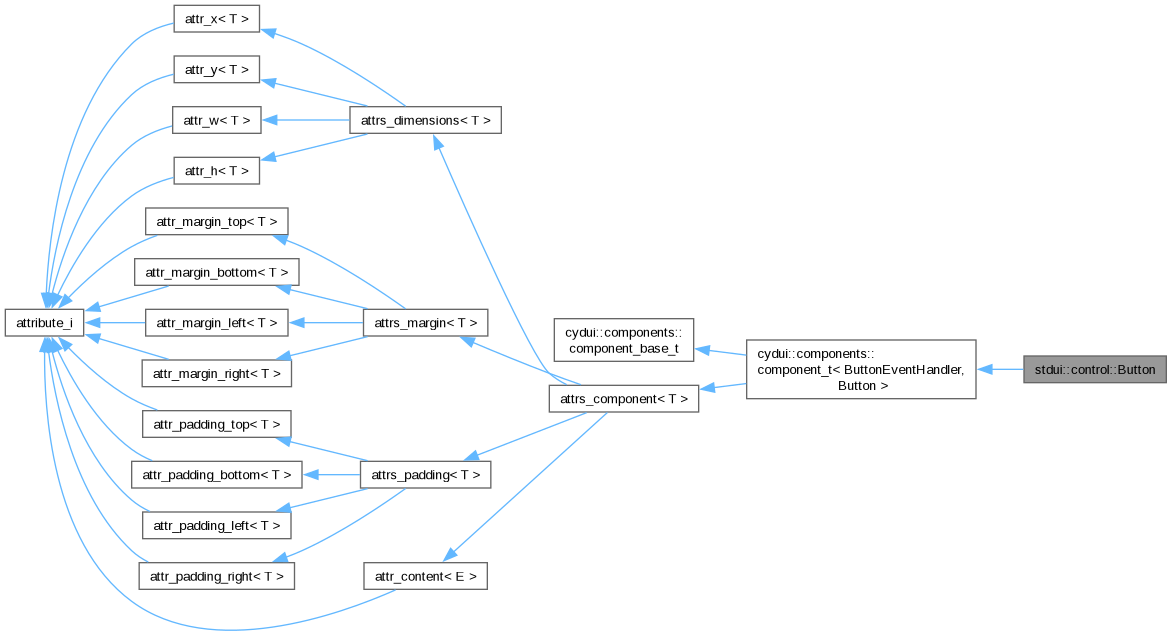 attr_x< T >
attr_y< T >
attr_w< T >
attr_h< T >
attrs_dimensions< T >
attr_margin_top< T >
attr_margin_bottom< T >
attribute_i
attr_margin_left< T >
attrs_margin< T >
attr_margin_right< T >
cydui::components::
component_base_t
cydui::components::
component_t< ButtonEventHandler,
Button >
stdui::control::Button
attrs_component< T >
attr_padding_top< T >
attr_padding_bottom< T >
attrs_padding< T >
attr_padding_left< T >
attr_padding_right< T >
attr_content< E >